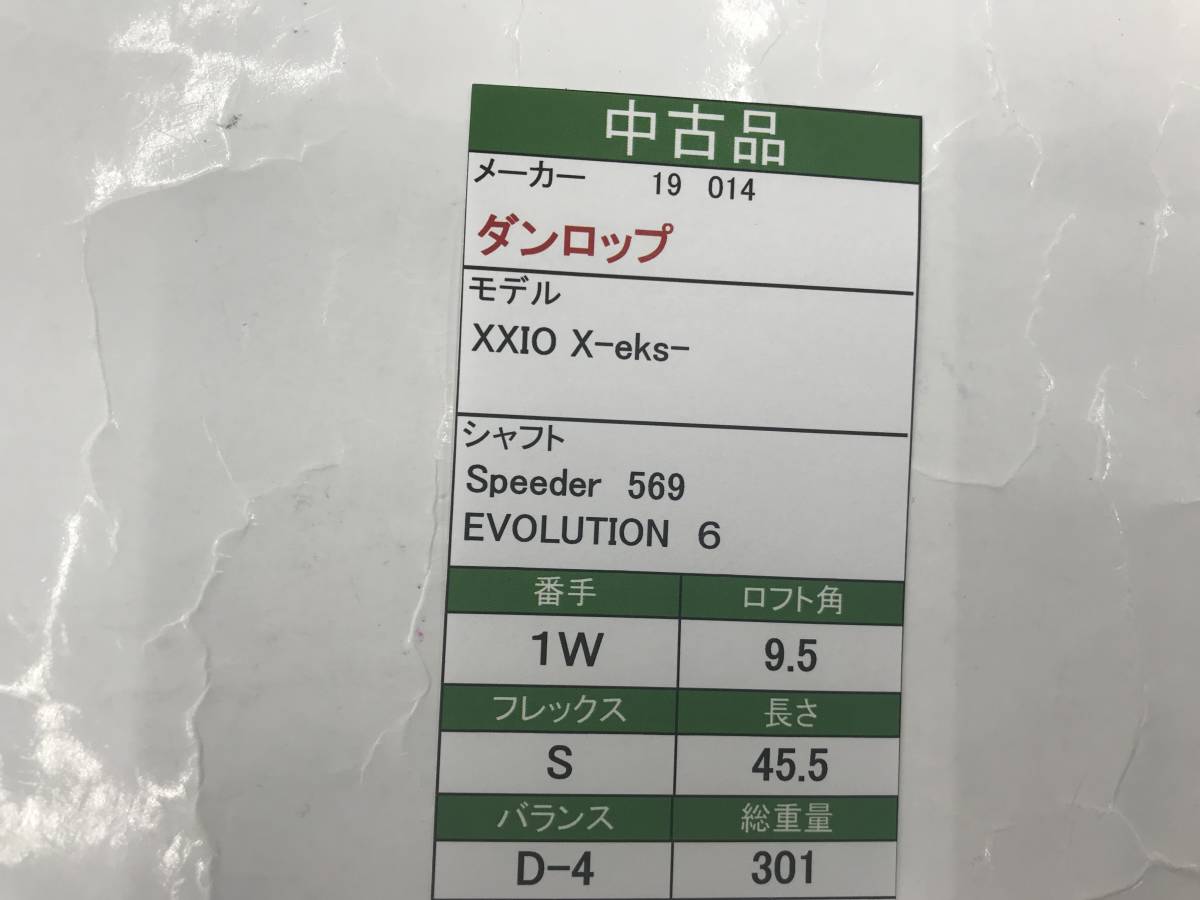 中古品
メーカー 19 014
ダンロップ
モデル
XXIO X-eks-
シャフト
Speeder 569
EVOLUTION 6
番手 ロフト角
1W 9.5
フレックス 長さ
S 45.5
バランス 総重量
D-4 301